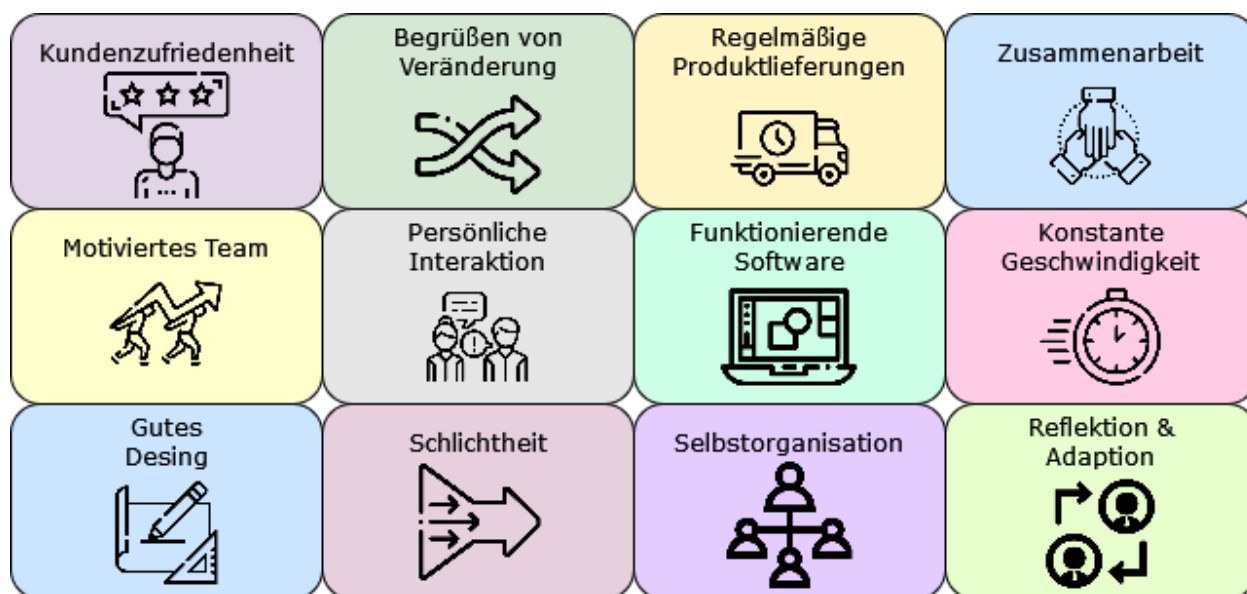 Kundenzufriedenheit
Begrüßen von
Veränderung
Regelmäßige
Produktlieferungen
Zusammenarbeit
Motiviertes Team
Persönliche
Interaktion
Funktionierende
Software
Konstante
Geschwindigkeit
Gutes
Desing
Schlichtheit
Selbstorganisation
Reflektion &
Adaption